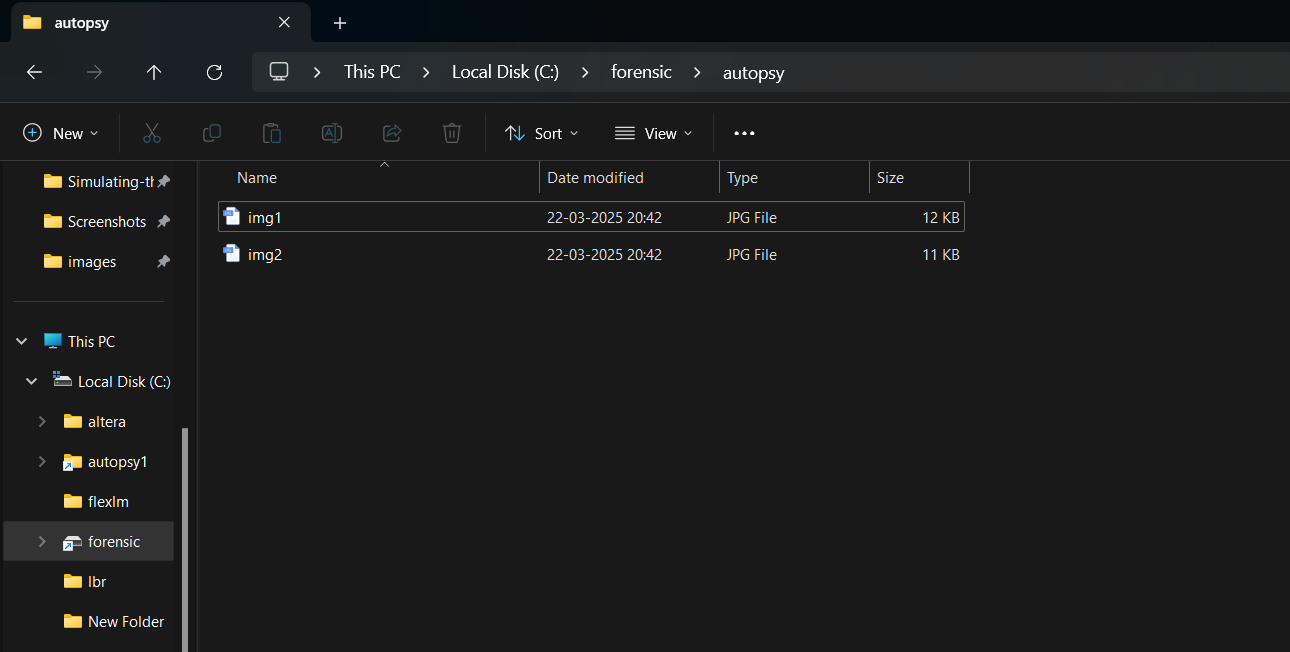 autopsy
This PC > Local Disk (C:) > forensic > autopsy
New Sort View
Name Date modified Type Size
img1 22-03-2025 20:42 JPG File 12 KB
img2 22-03-2025 20:42 JPG File 11 KB
Simulating-th
Screenshots
images
This PC
Local Disk (C:)
altera
autopsy1
flexlm
forensic
lbr
New Folder